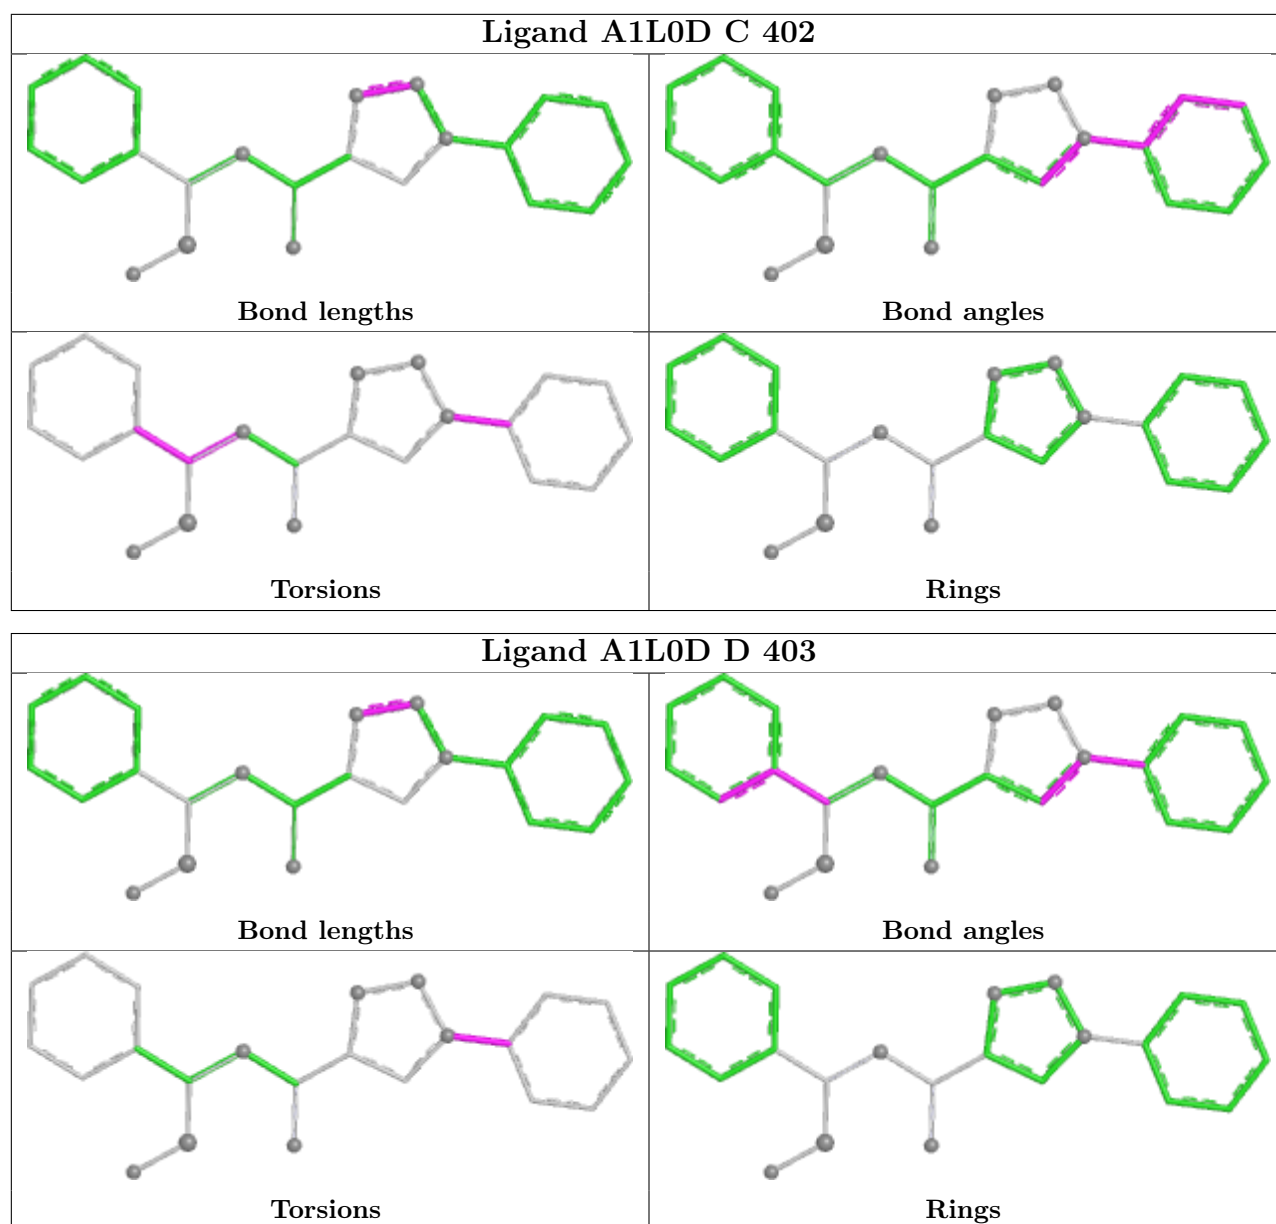 Ligand A1L0D C 402
Bond lengths
Bond angles
Torsions
Rings
Ligand A1L0D D 403
Bond lengths
Bond angles
Torsions
Rings